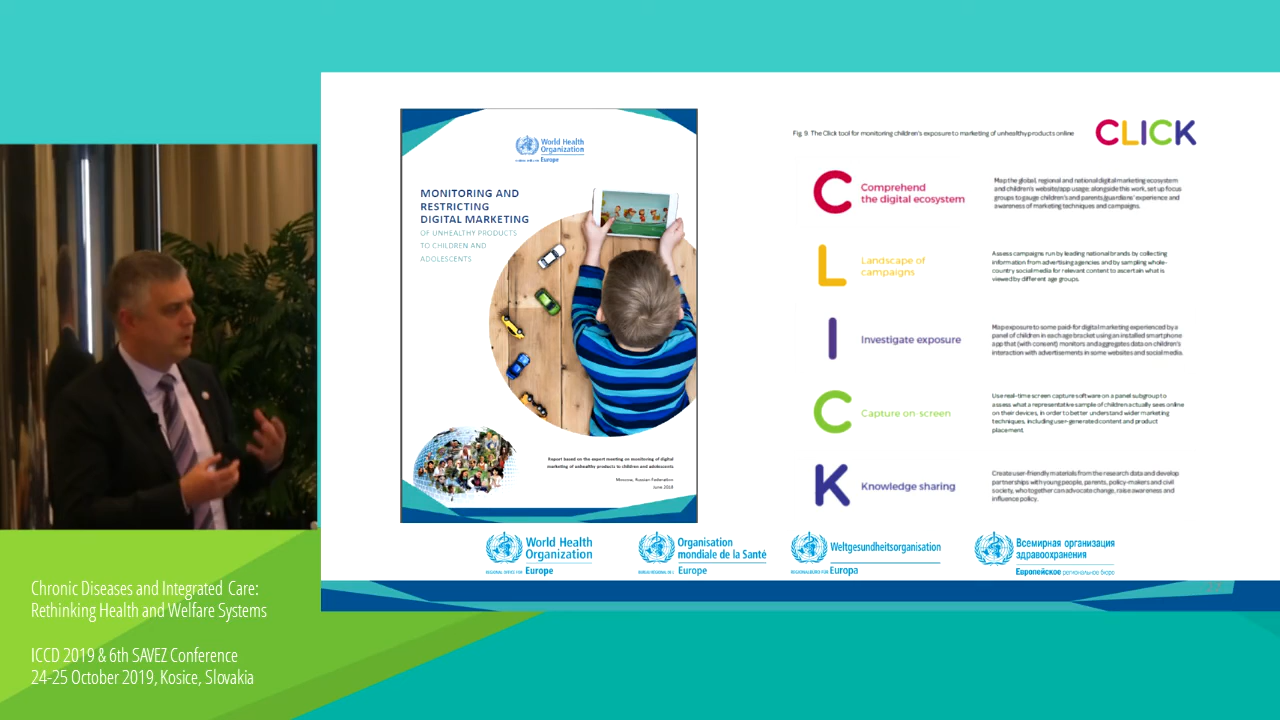 World Health
Organization
Europe
MONITORING AND
RESTRICTING
DIGITAL MARKETING
OF UNHEALTHY PRODUCTS
TO CHILDREN AND
ADOLESCENTS
Report based on the expert meeting on monitoring of digital
marketing of unhealthy products to children and adolescents
Moscow, Russian Federation
June 2018
Fig. 9. The Click tool for monitoring children's exposure to marketing of unhealthy products online
CLICK
C Comprehend
the digital ecosystem
Map the global, regional and national digital marketing ecosystem
and children's website/app usage; alongside this work, set up focus
groups to gauge children's and parents'/guardians' experience and
awareness of marketing techniques and campaigns.
L Landscape of
campaigns
Assess campaigns run by leading national brands by collecting
information from advertising agencies and by sampling whole-
country social media for relevant content to ascertain what is
viewed by different age groups.
I Investigate exposure
Map exposure to some paid-for digital marketing experienced by a
panel of children in each age bracket using an installed smartphone
app that (with consent) monitors and aggregates data on children's
interaction with advertisements in some websites and social media.
C Capture on-screen
Use real-time screen capture software on a panel subgroup to
assess what a representative sample of children actually sees online
on their devices, in order to better understand wider marketing
techniques, including user-generated content and product
placement.
K Knowledge sharing
Create user-friendly materials from the research data and develop
partnerships with young people, parents, policy-makers and civil
society, who together can advocate change, raise awareness and
influence policy.
World Health
Organization
REGIONAL OFFICE FOR Europe
Organisation
mondiale de la Santé
BUREAU RÉGIONAL DE L' Europe
Weltgesundheitsorganisation
REGIONALBÜRO FÜR Europa
Всемирная организация
здравоохранения
Европейское региональное бюро
Chronic Diseases and Integrated Care:
Rethinking Health and Welfare Systems
ICCD 2019 & 6th SAVEZ Conference
24-25 October 2019, Kosice, Slovakia